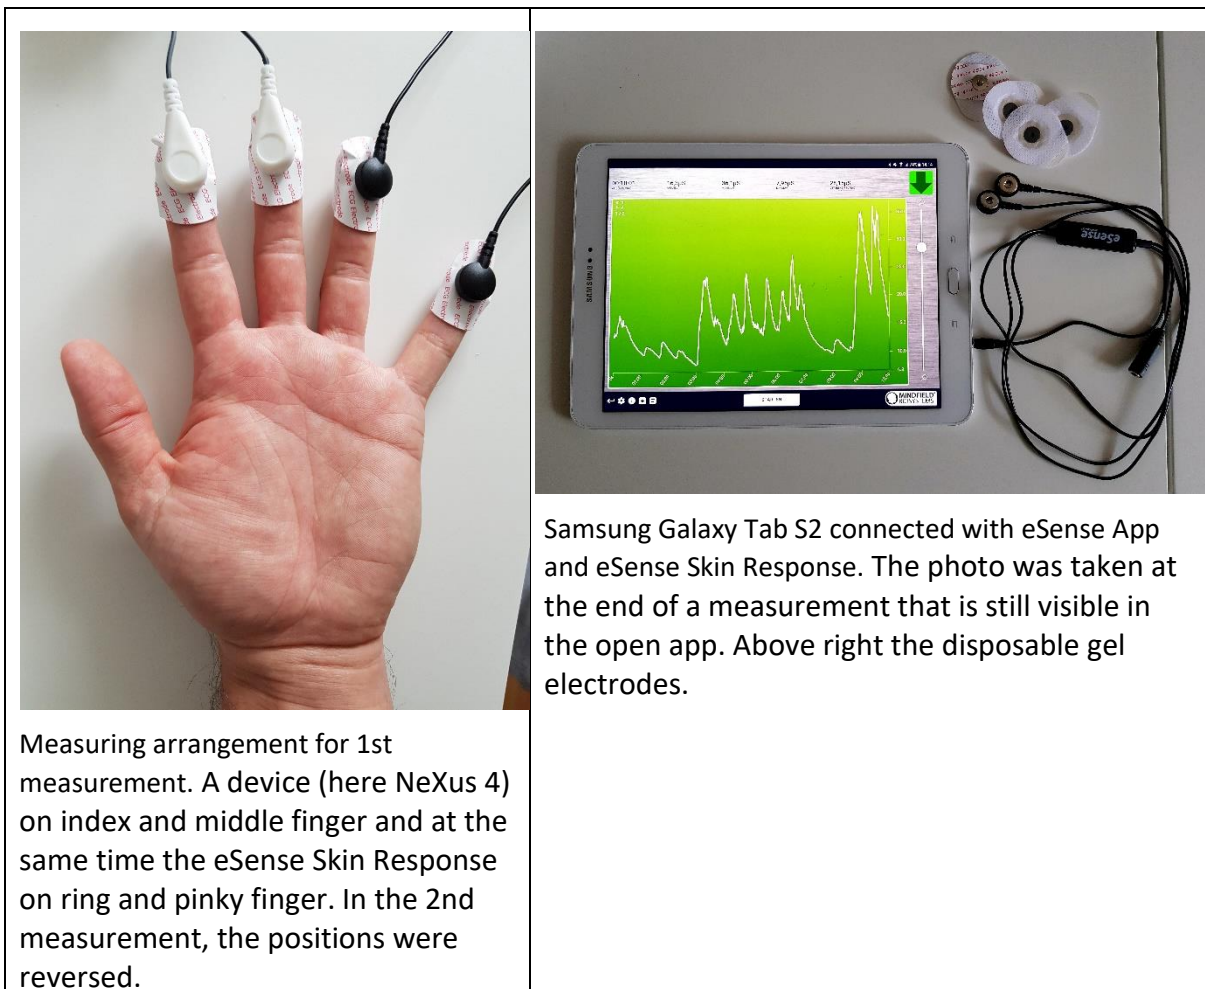 Measuring arrangement for 1st
measurement. A device (here NeXus 4)
on index and middle finger and at the
same time the eSense Skin Response
on ring and pinky finger. In the 2nd
measurement, the positions were
reversed.
SAMSUNG
eSense
MINDFIELD
Samsung Galaxy Tab S2 connected with eSense App
and eSense Skin Response. The photo was taken at
the end of a measurement that is still visible in
the open app. Above right the disposable gel
electrodes.